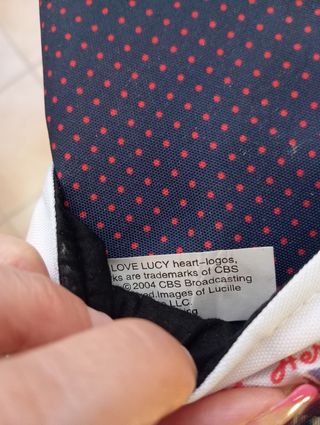 LOVE LUCY heart-logos,
ks are trademarks of CBS
© 2004 CBS Broadcasting
ed.Images of Lucille
LLC.